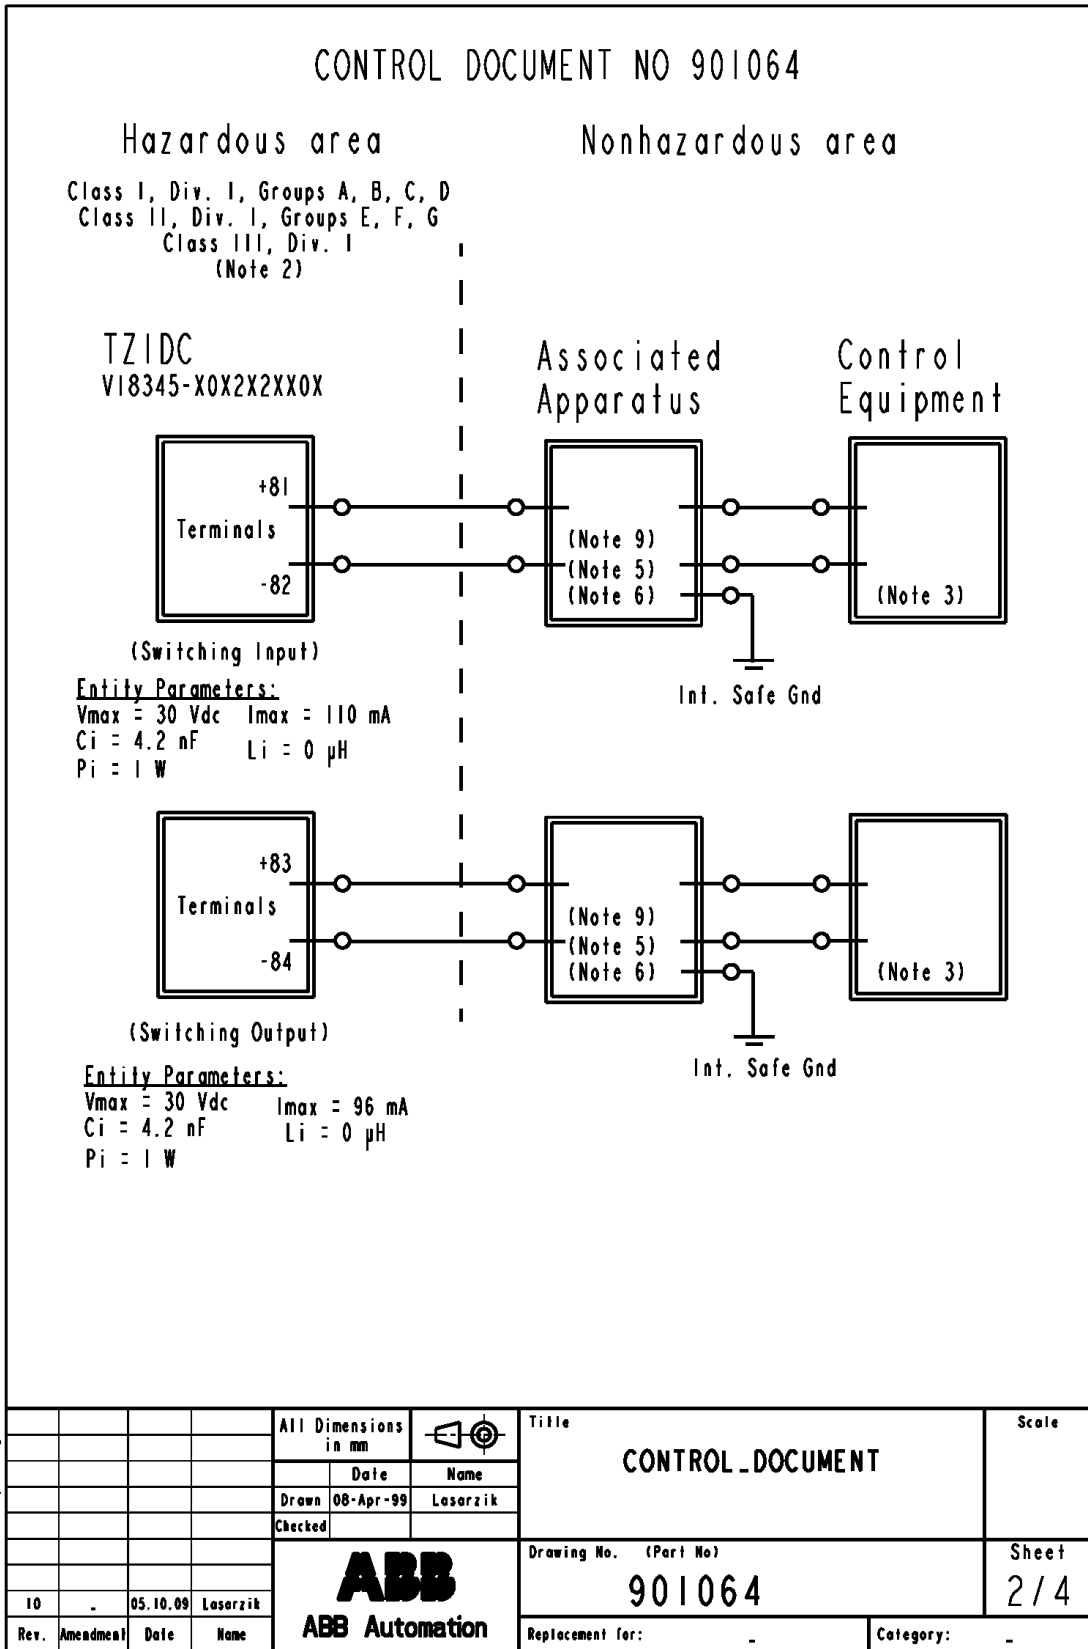 CONTROL DOCUMENT NO 901064
Hazardous area
Nonhazardous area
Class I, Div. I, Groups A, B, C, D
Class II, Div. I, Groups E, F, G
Class III, Div. I
(Note 2)
TZIDC
V18345-X0X2X2XX0X
Associated
Apparatus
Control
Equipment
+81
Terminals
-82
(Note 9)
(Note 5)
(Note 6)
(Note 3)
(Switching Input)
Int. Safe Gnd
Entity Parameters:
Vmax = 30 Vdc Imax = 110 mA
Ci = 4.2 nF Li = 0 µH
Pi = 1 W
+83
Terminals
-84
(Note 9)
(Note 5)
(Note 6)
(Note 3)
(Switching Output)
Int. Safe Gnd
Entity Parameters:
Vmax = 30 Vdc Imax = 96 mA
Ci = 4.2 nF Li = 0 µH
Pi = 1 W
All Dimensions
in mm
Title
Scale
CONTROL_DOCUMENT
Date Name
Drawn 08-Apr-99 Lasarzik
Checked
Drawing No. (Part No)
Sheet
901064
2/4
ABB
ABB Automation
10 - 05.10.09 Lasarzik
Rev. Amendment Date Name
Replacement for: -
Category: -